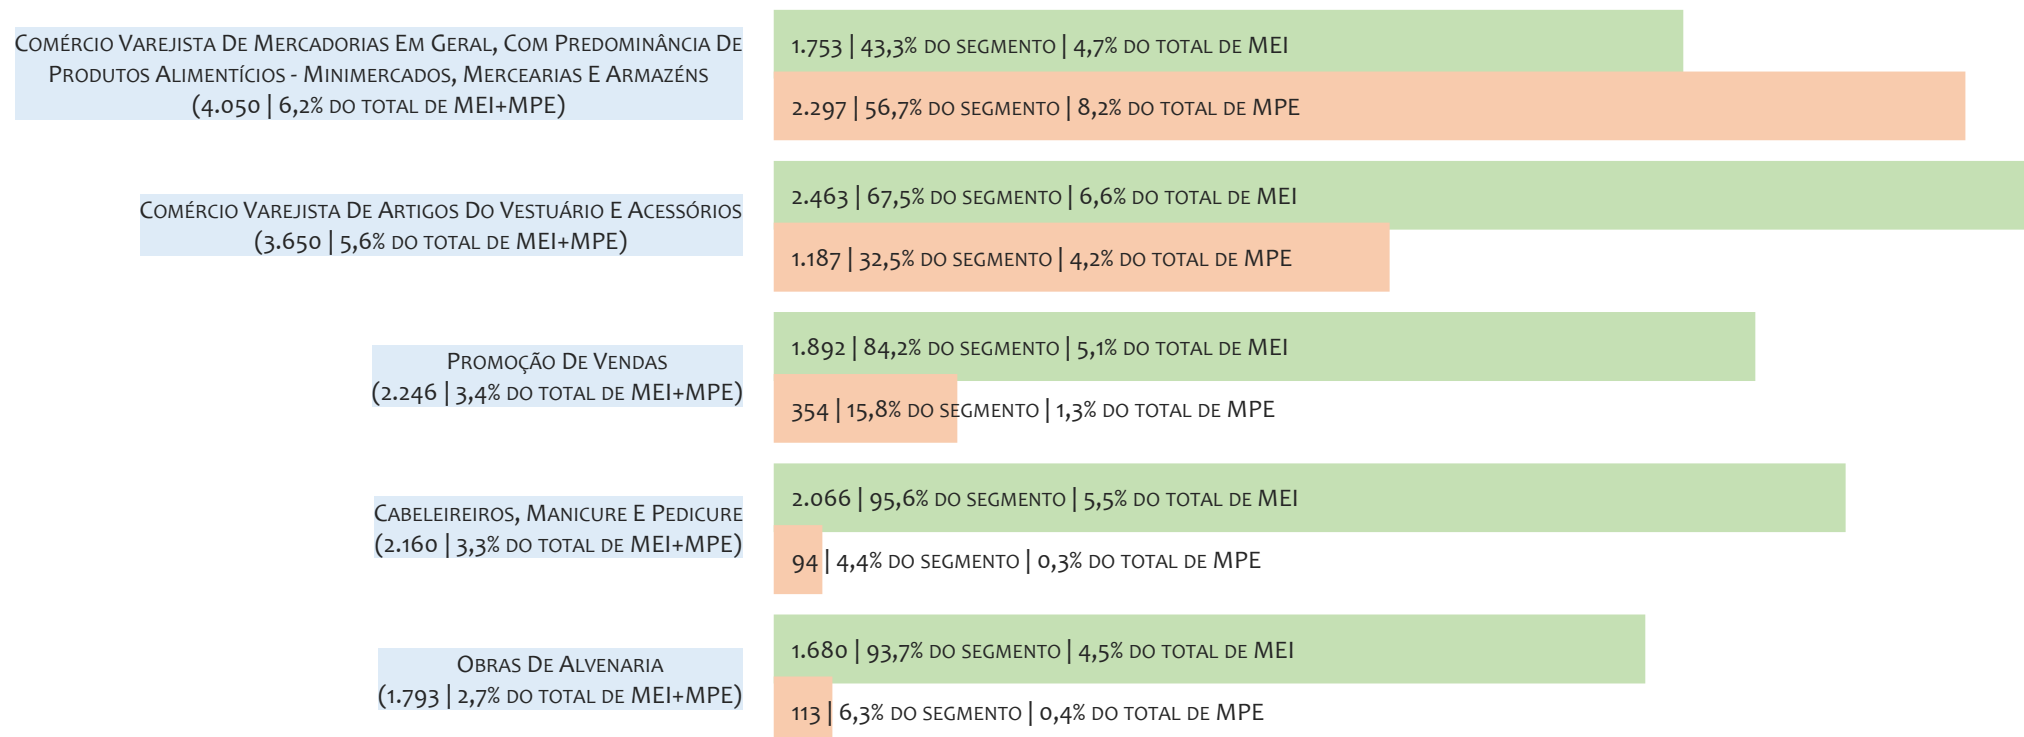 Comércio Varejista De Mercadorias Em Geral, Com Predominância De
Produtos Alimentícios - Minimercados, Mercearias E Armazéns
(4.050 | 6,2% do total de MEI+MPE)
1.753 | 43,3% do segmento | 4,7% do total de MEI
2.297 | 56,7% do segmento | 8,2% do total de MPE
Comércio Varejista De Artigos Do Vestuário E Acessórios
(3.650 | 5,6% do total de MEI+MPE)
2.463 | 67,5% do segmento | 6,6% do total de MEI
1.187 | 32,5% do segmento | 4,2% do total de MPE
Promoção De Vendas
(2.246 | 3,4% do total de MEI+MPE)
1.892 | 84,2% do segmento | 5,1% do total de MEI
354 | 15,8% do segmento | 1,3% do total de MPE
Cabeleireiros, Manicure E Pedicure
(2.160 | 3,3% do total de MEI+MPE)
2.066 | 95,6% do segmento | 5,5% do total de MEI
94 | 4,4% do segmento | 0,3% do total de MPE
Obras De Alvenaria
(1.793 | 2,7% do total de MEI+MPE)
1.680 | 93,7% do segmento | 4,5% do total de MEI
113 | 6,3% do segmento | 0,4% do total de MPE